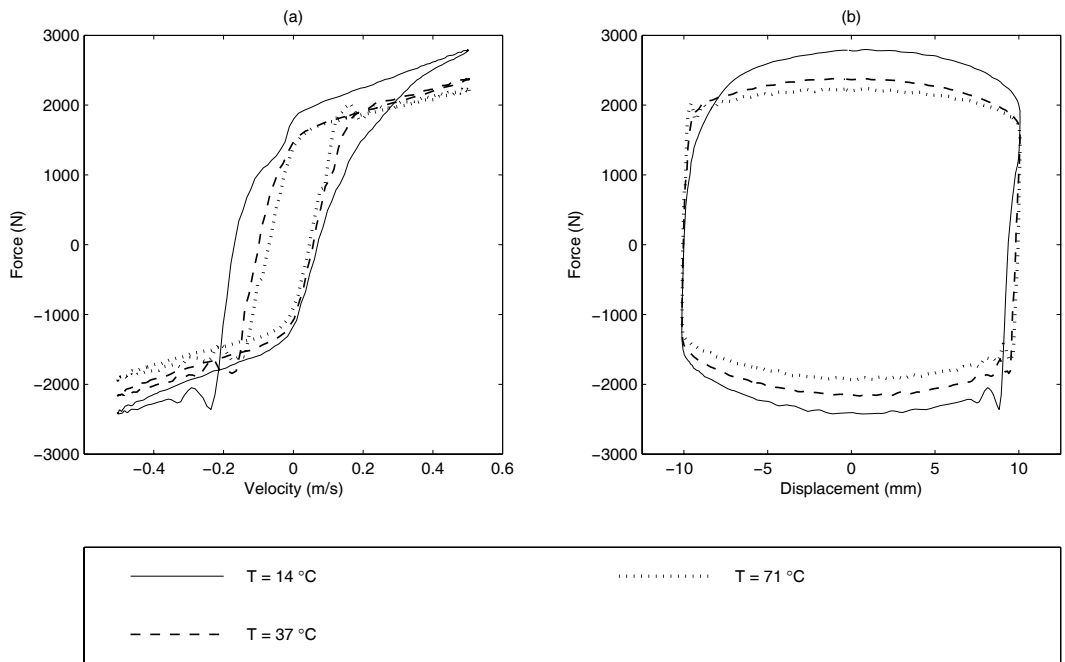 (a)
3000
2000
1000
0
−1000
−2000
−3000
Force (N)
−0.4
−0.2
0
0.2
0.4
0.6
Velocity (m/s)
(b)
3000
2000
1000
0
−1000
−2000
−3000
Force (N)
−10
−5
0
5
10
Displacement (mm)
T = 14 °C
T = 71 °C
T = 37 °C